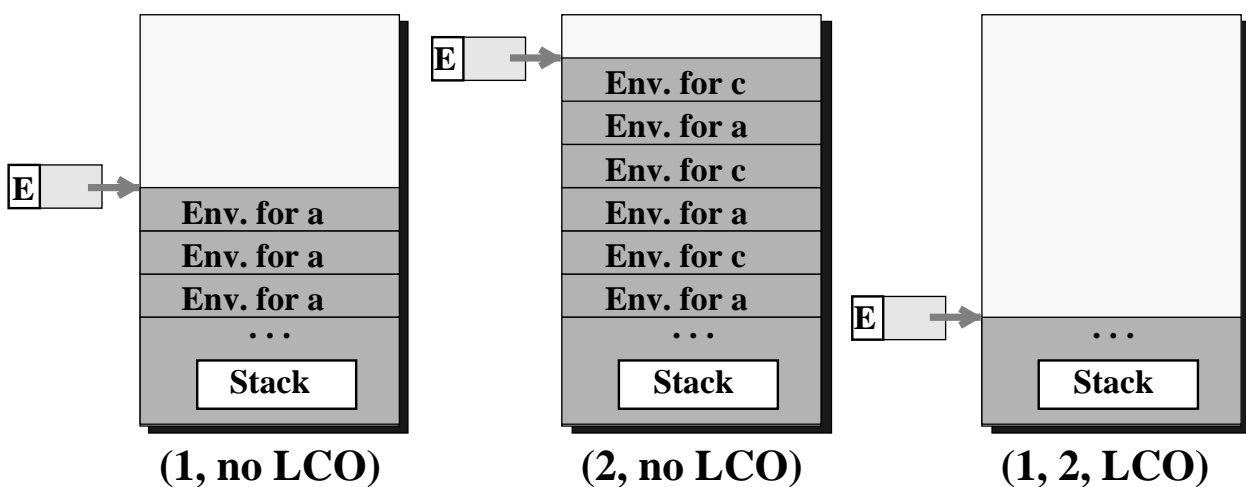 E
Env. for a
Env. for a
Env. for a
. . .
Stack
(1, no LCO)
E
Env. for c
Env. for a
Env. for c
Env. for a
Env. for c
Env. for a
. . .
Stack
(2, no LCO)
E
. . .
Stack
(1, 2, LCO)